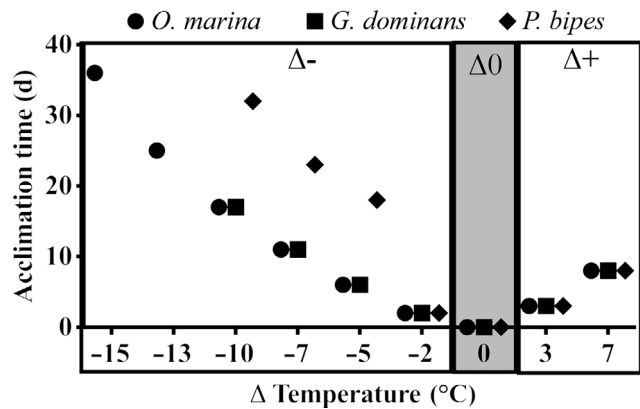 O. marina G. dominans P. bipes
Δ- Δ0 Δ+
Acclimation time (d)
40
30
20
10
0
-15 -13 -10 -7 -5 -2 0 3 7
Δ Temperature (°C)